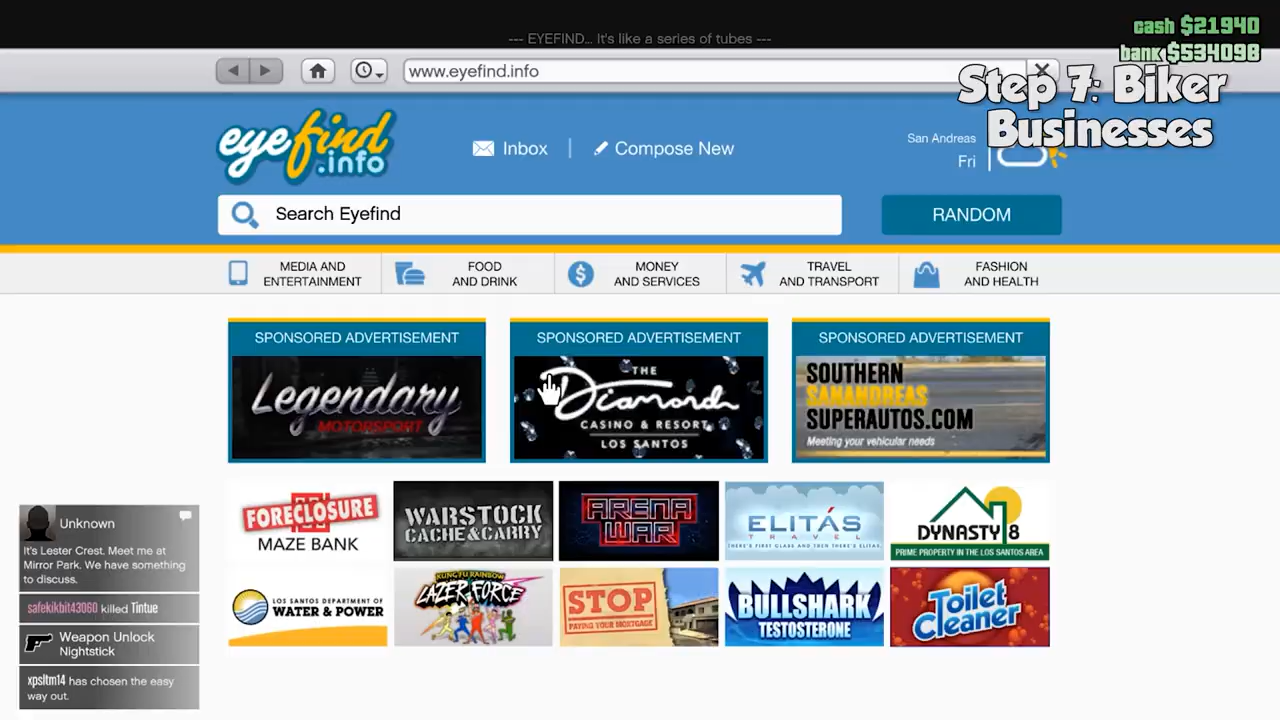 cash $21940
--- EYEFIND... It's like a series of tubes ---
bank $534098
www.eyefind.info
Step 7: Biker
Businesses
eyefind
.info
Inbox
Compose New
San Andreas
Fri
Search Eyefind
RANDOM
MEDIA AND
ENTERTAINMENT
FOOD
AND DRINK
MONEY
AND SERVICES
TRAVEL
AND TRANSPORT
FASHION
AND HEALTH
SPONSORED ADVERTISEMENT
Legendary
MOTORSPORT
SPONSORED ADVERTISEMENT
THE
Diamond
CASINO & RESORT
LOS SANTOS
SPONSORED ADVERTISEMENT
SOUTHERN
SANANDREAS
SUPERAUTOS.COM
Meeting your vehicular needs
FORECLOSURE
MAZE BANK
WARSTOCK
CACHE&CARRY
ARENA
WAR
ELITÁS
TRAVEL
THERE'S FIRST CLASS AND THEN THERE'S ELITÁS
DYNASTY 8
PRIME PROPERTY IN THE LOS SANTOS AREA
LOS SANTOS DEPARTMENT OF
WATER & POWER
KUNG FU RAINBOW
LAZER FORCE
STOP
PAYING YOUR MORTGAGE
BULLSHARK
TESTOSTERONE
Toilet
Cleaner
Unknown
It's Lester Crest. Meet me at
Mirror Park. We have something
to discuss.
safekikbit43060 killed Tintue
Weapon Unlock
Nightstick
xpsltm14 has chosen the easy
way out.